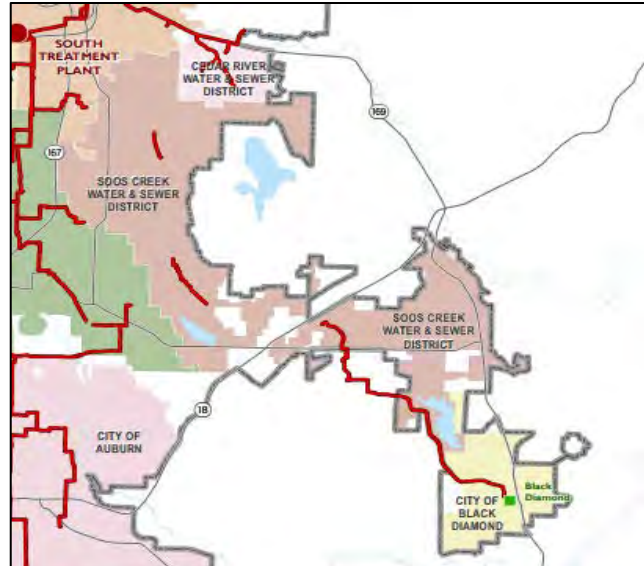 SOUTH
TREATMENT
PLANT
CEDAR RIVER
WATER & SEWER
DISTRICT
169
167
SOOS CREEK
WATER & SEWER
DISTRICT
SOOS CREEK
WATER & SEWER
DISTRICT
18
CITY OF
AUBURN
Black
Diamond
CITY OF
BLACK
DIAMOND